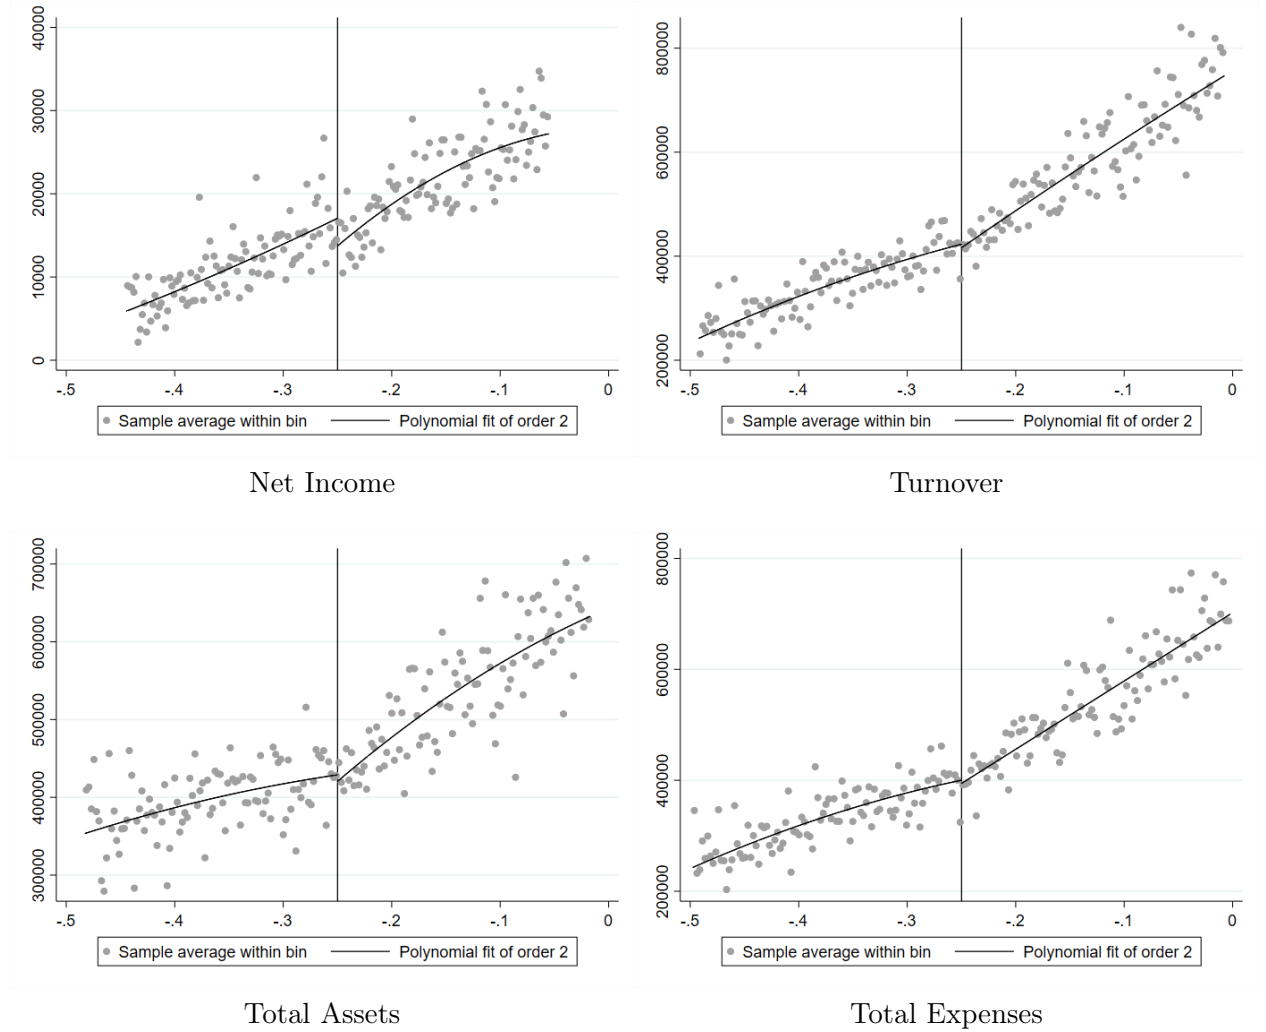 40000
30000
20000
10000
0
-.5 -.4 -.3 -.2 -.1 0
Sample average within bin Polynomial fit of order 2
Net Income
800000
600000
400000
200000
-.5 -.4 -.3 -.2 -.1 0
Sample average within bin Polynomial fit of order 2
Turnover
700000
600000
500000
400000
300000
-.5 -.4 -.3 -.2 -.1 0
Sample average within bin Polynomial fit of order 2
Total Assets
800000
600000
400000
200000
-.5 -.4 -.3 -.2 -.1 0
Sample average within bin Polynomial fit of order 2
Total Expenses